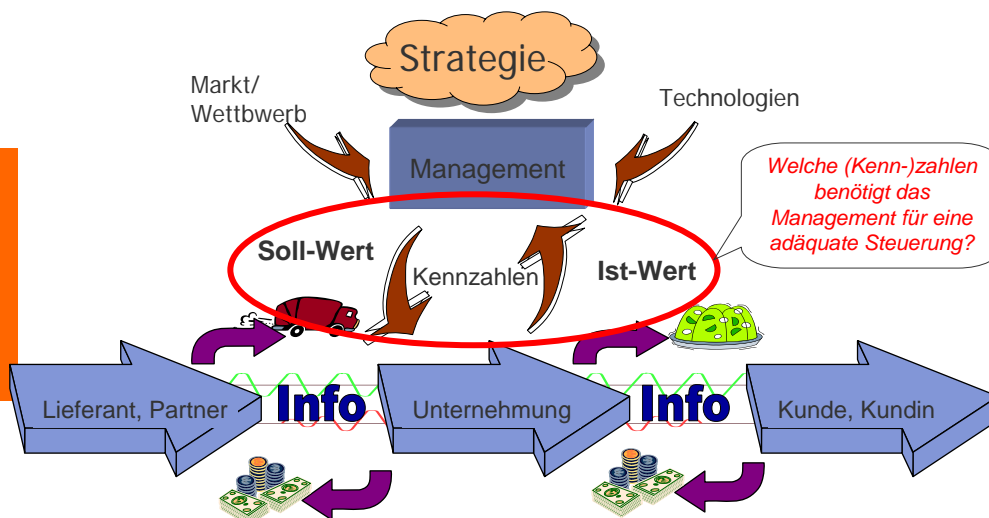 Strategie
Markt/
Wettbwerb
Technologien
Management
Welche (Kenn-)zahlen
benötigt das
Management für eine
adäquate Steuerung?
Soll-Wert
Kennzahlen
Ist-Wert
Lieferant, Partner
Info
Unternehmung
Info
Kunde, Kundin